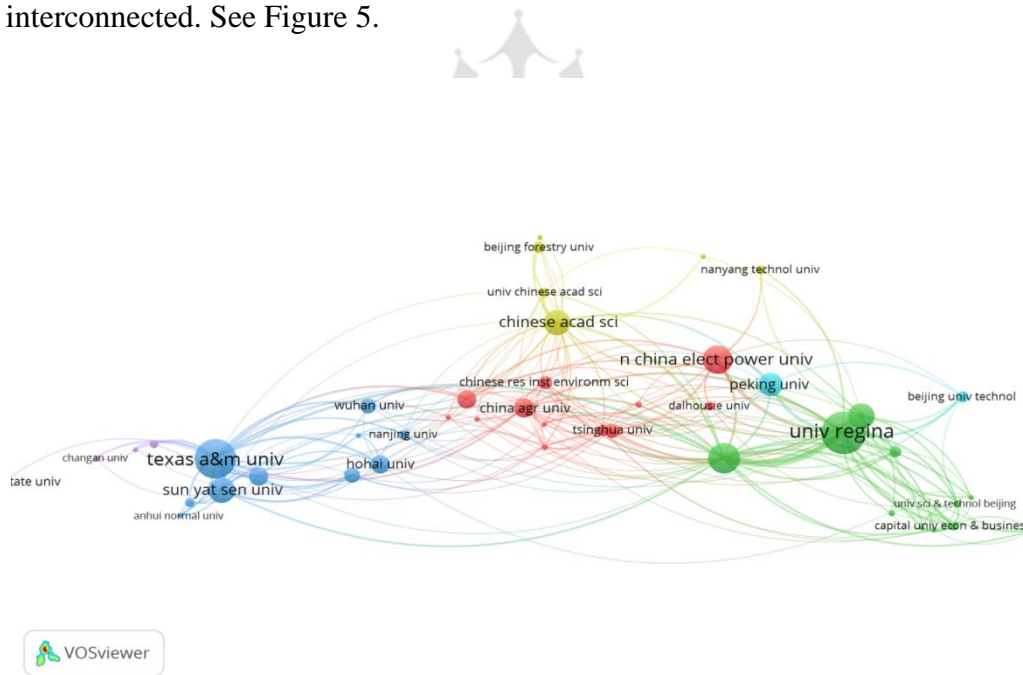 interconnected. See Figure 5.
beijing forestry univ
nanyang technol univ
univ chinese acad sci
chinese acad sci
n china elect power univ
chinese res inst environm sci
peking univ
beijing univ technol
wuhan univ
china agr univ
dalhousie univ
nanjing univ
tsinghua univ
univ regina
changan univ
texas a&m univ
hohai univ
tate univ
sun yat sen univ
univ sci & technol beijing
anhui normal univ
capital univ econ & busines
VOSviewer